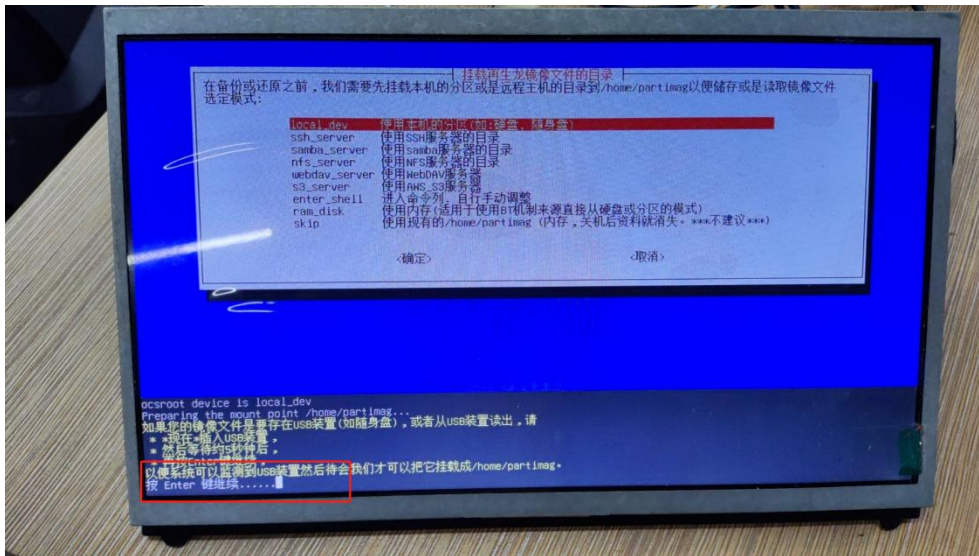 挂载再生龙镜像文件的目录
在备份或还原之前，我们需要先挂载本机的分区或是远程主机的目录到/home/partimag以便储存或是读取镜像文件
选定模式:
local_dev 使用本机的分区(如:硬盘、随身盘)
ssh_server 使用SSH服务器的目录
samba_server 使用samba服务器的目录
nfs_server 使用NFS服务器的目录
webdav_server 使用WebDAV服务器
s3_server 使用AWS_S3服务器
enter_shell 进入命令列，自行手动调整
ram_disk 使用内存(适用于使用BT机制来源直接从硬盘或分区的模式)
skip 使用现有的/home/partimag (内存，关机后资料就消失。***不建议***)
<确定> <取消>
ocsroot device is local_dev
Preparing the mount point /home/partimag...
如果您的镜像文件是要存在USB装置(如随身盘)，或者从USB装置读出，请
* *现在*插入USB装置，
* 然后等待约5秒钟后，
* 再按Enter键继续，
以便系统可以监测到USB装置然后待会我们才可以把它挂载成/home/partimag。
按 Enter 键继续......